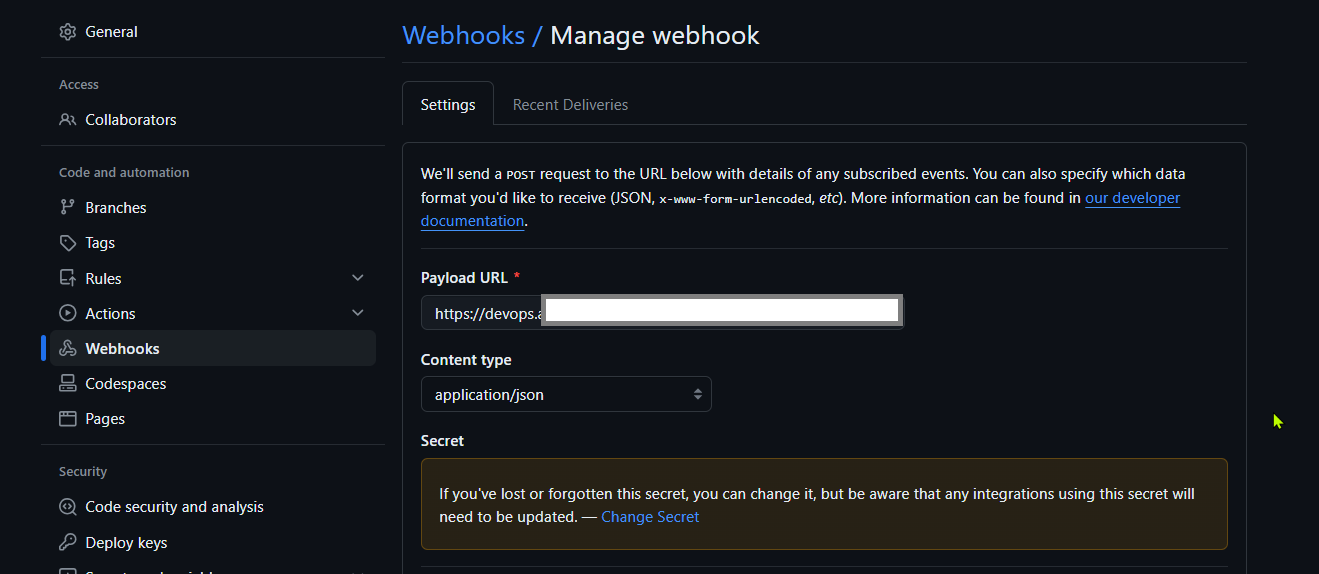 General
Access
Collaborators
Code and automation
Branches
Tags
Rules
Actions
Webhooks
Codespaces
Pages
Security
Code security and analysis
Deploy keys
Webhooks / Manage webhook
Settings
Recent Deliveries
We'll send a POST request to the URL below with details of any subscribed events. You can also specify which data
format you'd like to receive (JSON, x-www-form-urlencoded, etc). More information can be found in our developer
documentation.
Payload URL *
https://devops.
Content type
application/json
Secret
If you've lost or forgotten this secret, you can change it, but be aware that any integrations using this secret will
need to be updated. — Change Secret